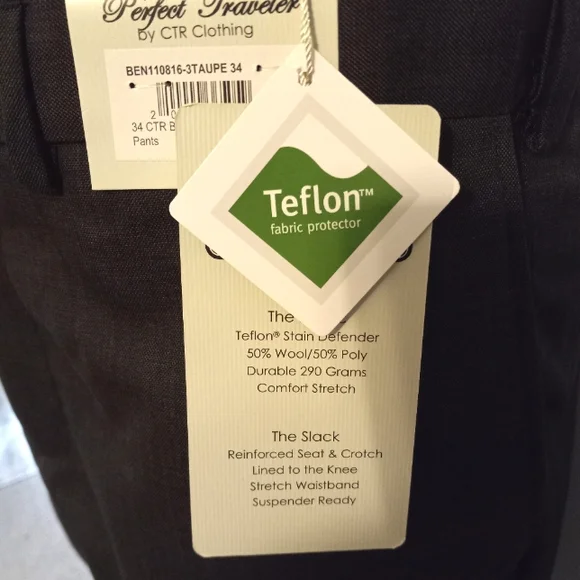 Perfect Traveler
by CTR Clothing
BEN110816-3TAUPE 34
34 CTR
Pants
Teflon™
fabric protector
The
Teflon® Stain Defender
50% Wool/50% Poly
Durable 290 Grams
Comfort Stretch
The Slack
Reinforced Seat & Crotch
Lined to the Knee
Stretch Waistband
Suspender Ready